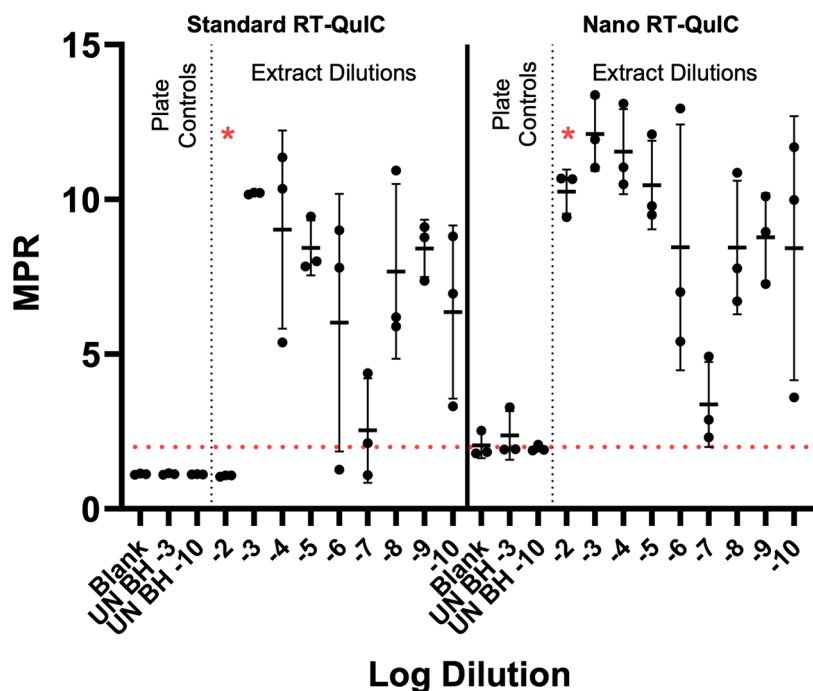 Standard RT-QuIC
Nano RT-QuIC
15
10
5
0
MPR
Plate
Controls
Extract Dilutions
*
Plate
Controls
Extract Dilutions
*
Blank
UN BH -3
UN BH -10
-2
-3
-4
-5
-6
-7
-8
-9
-10
Blank
UN BH -3
UN BH -10
-2
-3
-4
-5
-6
-7
-8
-9
-10
Log Dilution